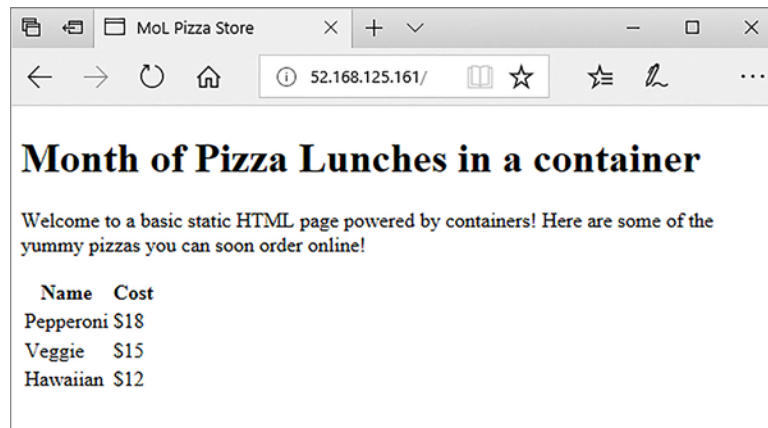 MoL Pizza Store
52.168.125.161/
Month of Pizza Lunches in a container
Welcome to a basic static HTML page powered by containers! Here are some of the
yummy pizzas you can soon order online!
Name Cost
Pepperoni $18
Veggie $15
Hawaiian $12